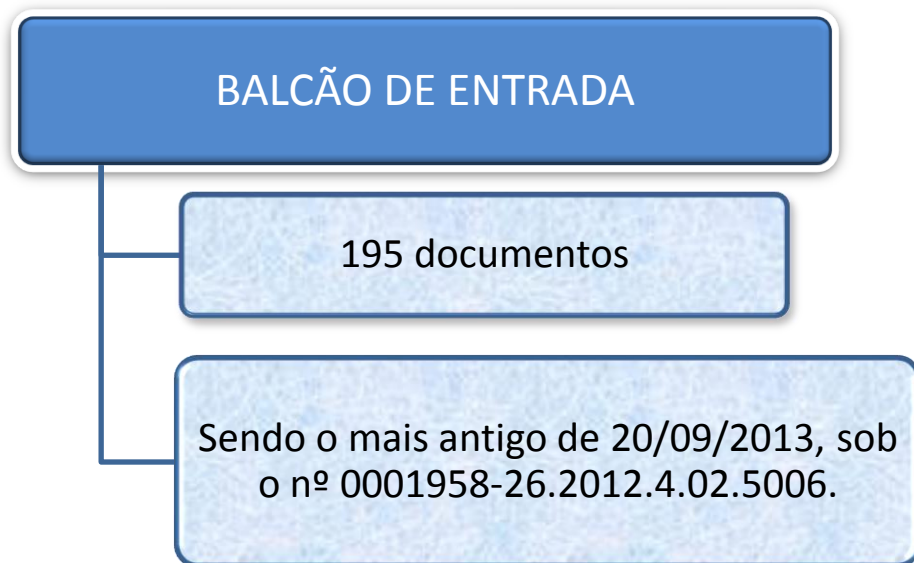 BALCÃO DE ENTRADA
195 documentos
Sendo o mais antigo de 20/09/2013, sob
o nº 0001958-26.2012.4.02.5006.